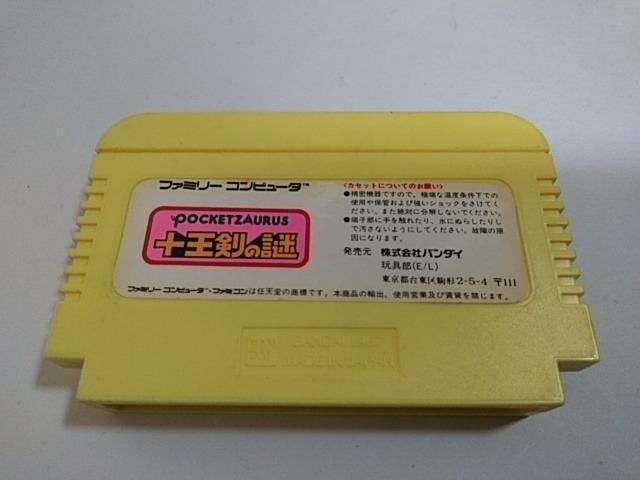 ファミリー コンピュータ™
POCKETZAURUS
十王剣の謎
〈カセットについてのお願い〉
●精密機器ですので、極端な温度条件下での
使用や保管および強いショックをさけてく
ださい。また絶対に分解しないでください。
●端子部に手を触れたり、水にぬらしたりし
て汚さないようにしてください。故障の原
因になります。
発売元 株式会社バンダイ
玩具部(E/L)
東京都台東区駒形2-5-4 〒111
ファミリー コンピュータ・ファミコンは任天堂の商標です。本商品の輸出、使用営業及び賃貸を禁じます。
BANDAI 1987
MADE IN JAPAN